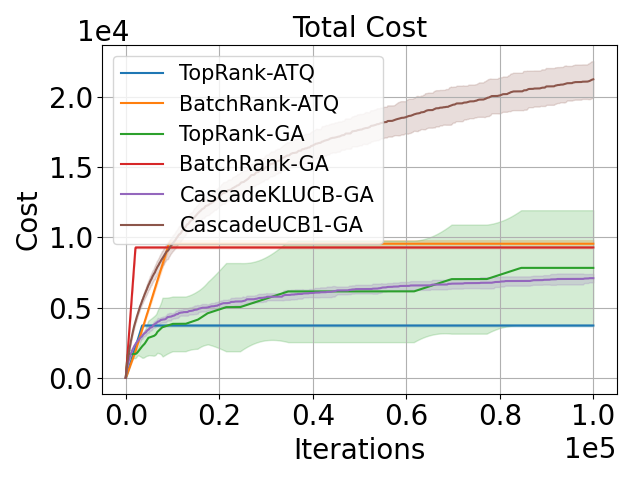 Total Cost
1e4
TopRank-ATQ
BatchRank-ATQ
TopRank-GA
BatchRank-GA
CascadeKLUCB-GA
CascadeUCB1-GA
2.0
1.5
1.0
0.5
0.0
Cost
0.0 0.2 0.4 0.6 0.8 1.0
Iterations
1e5